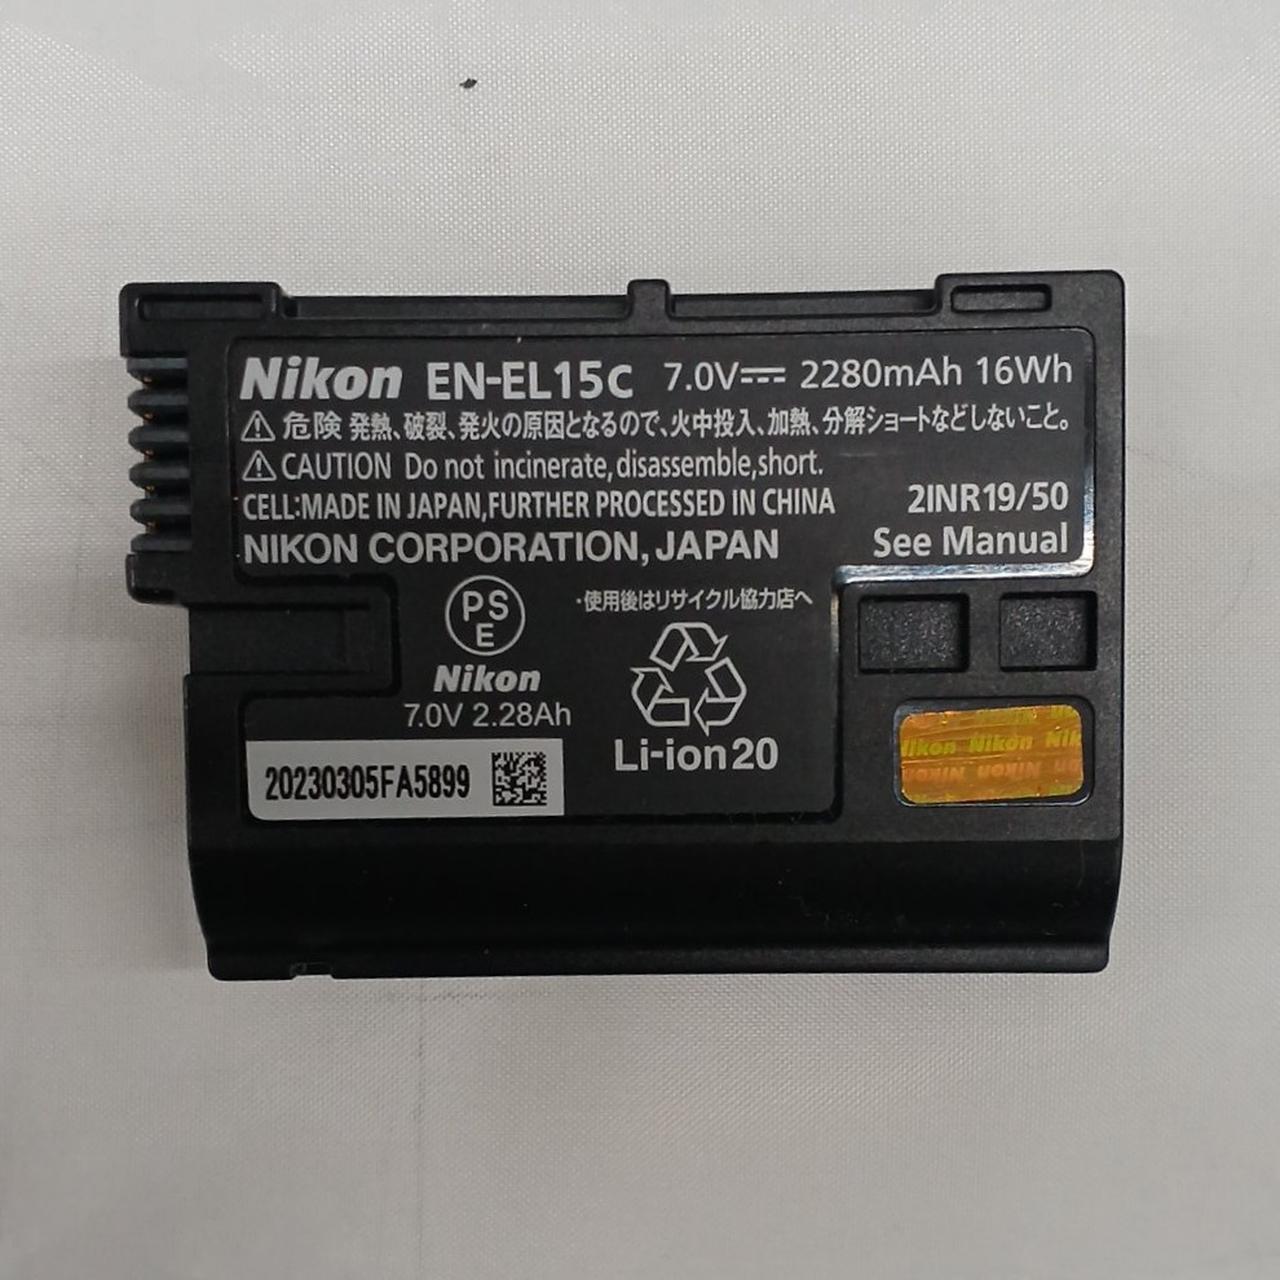 Nikon EN-EL15c 7.0V 2280mAh 16Wh
危険 発熱、破裂、発火の原因となるので、火中投入、加熱、分解ショートなどしないこと。
CAUTION Do not incinerate, disassemble, short.
CELL:MADE IN JAPAN,FURTHER PROCESSED IN CHINA 2INR19/50
NIKON CORPORATION, JAPAN See Manual
PS E
・使用後はリサイクル協力店へ
Nikon
7.0V 2.28Ah
Li-ion20
20230305FA5899
Nikon Nikon Nik
Nikon Nikon Nikon